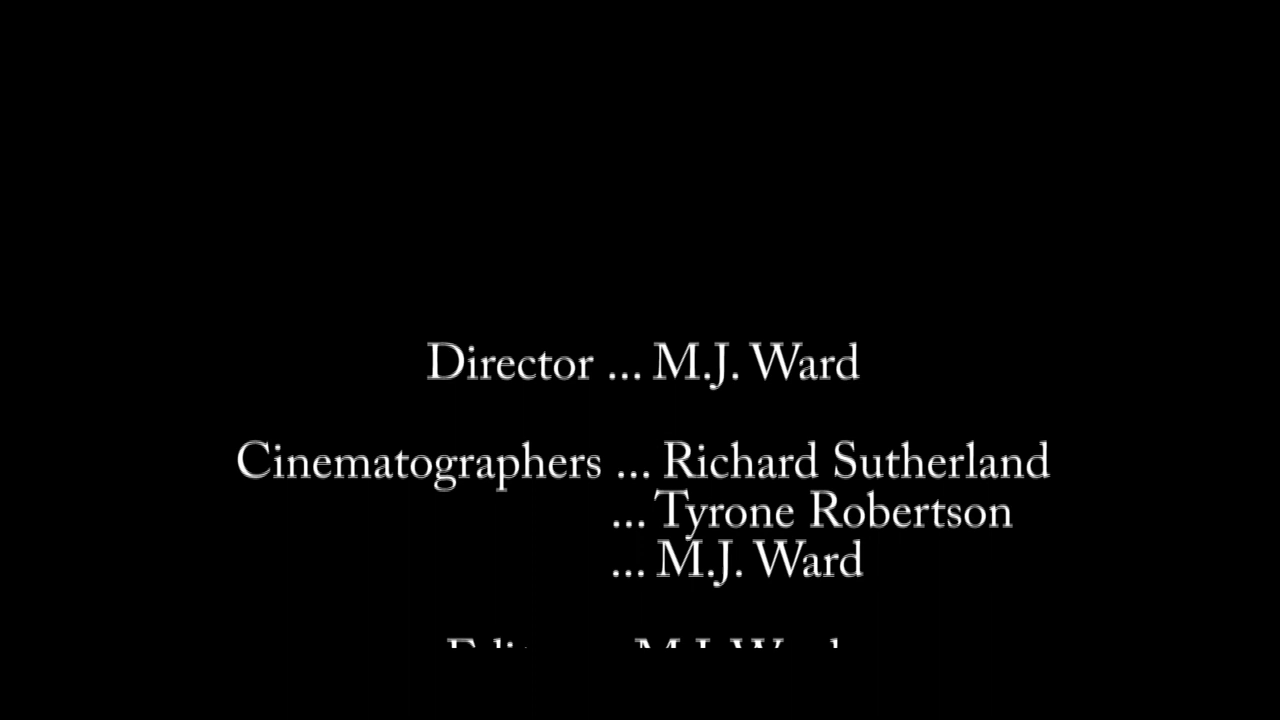 Director ... M.J. Ward
Cinematographers ... Richard Sutherland
... Tyrone Robertson
... M.J. Ward